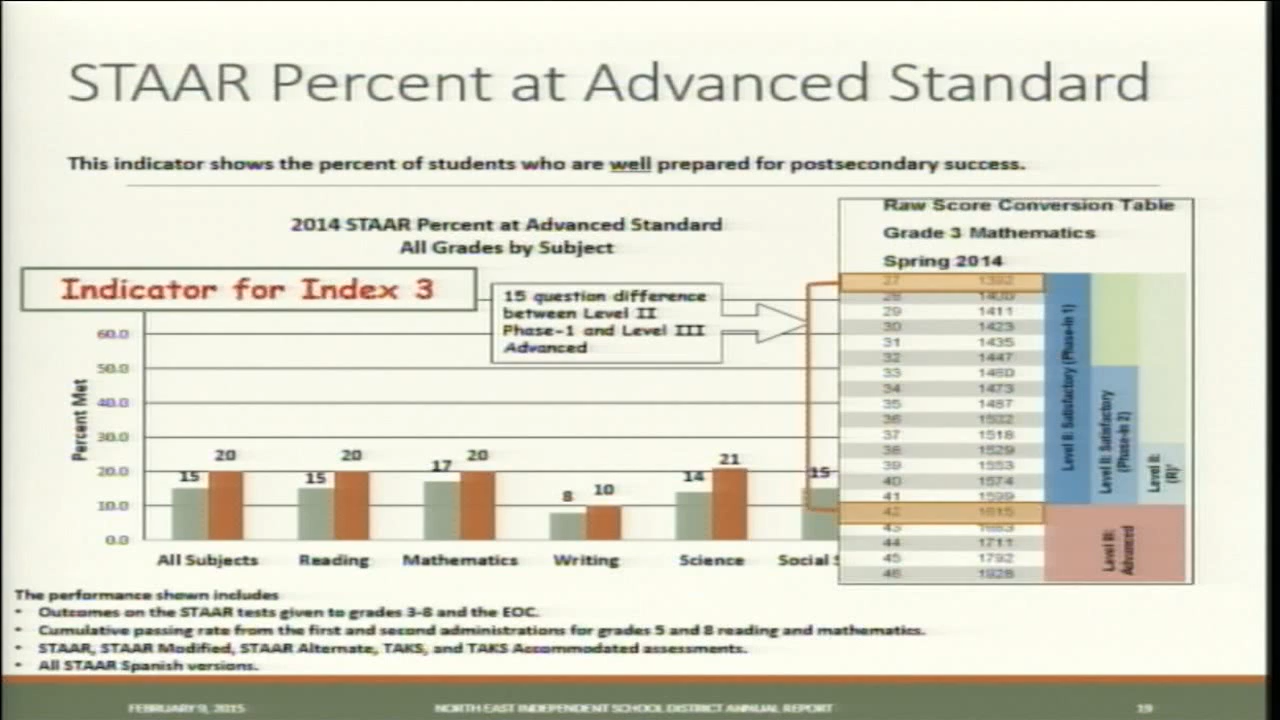 STAAR Percent at Advanced Standard
This indicator shows the percent of students who are well prepared for postsecondary success.
2014 STAAR Percent at Advanced Standard
All Grades by Subject
Indicator for Index 3
15 question difference
between Level II
Phase-1 and Level III
Advanced
Raw Score Conversion Table
Grade 3 Mathematics
Spring 2014
27 1392
28 1400
29 1411
30 1423
31 1435
32 1447
33 1460
34 1473
35 1487
36
37 1518
38
39 1553
40 1574
41 1599
42 1615
43
44 1711
45 1792
46 1928
Level II: Satisfactory (Phase-in 1)
Level II: Satisfactory
(Phase-in 2)
Level II:
(R)
Level III:
Advanced
Percent Met
60.0
50.0
40.0
30.0
20.0
10.0
0.0
15 20
15 20
17 20
8 10
14 21
15
All Subjects Reading Mathematics Writing Science Social S
The performance shown includes
• Outcomes on the STAAR tests given to grades 3-8 and the EOC.
• Cumulative passing rate from the first and second administrations for grades 5 and 8 reading and mathematics.
• STAAR, STAAR Modified, STAAR Alternate, TAKS, and TAKS Accommodated assessments.
• All STAAR Spanish versions.
FEBRUARY 9, 2015 NORTH EAST INDEPENDENT SCHOOL DISTRICT ANNUAL REPORT 19